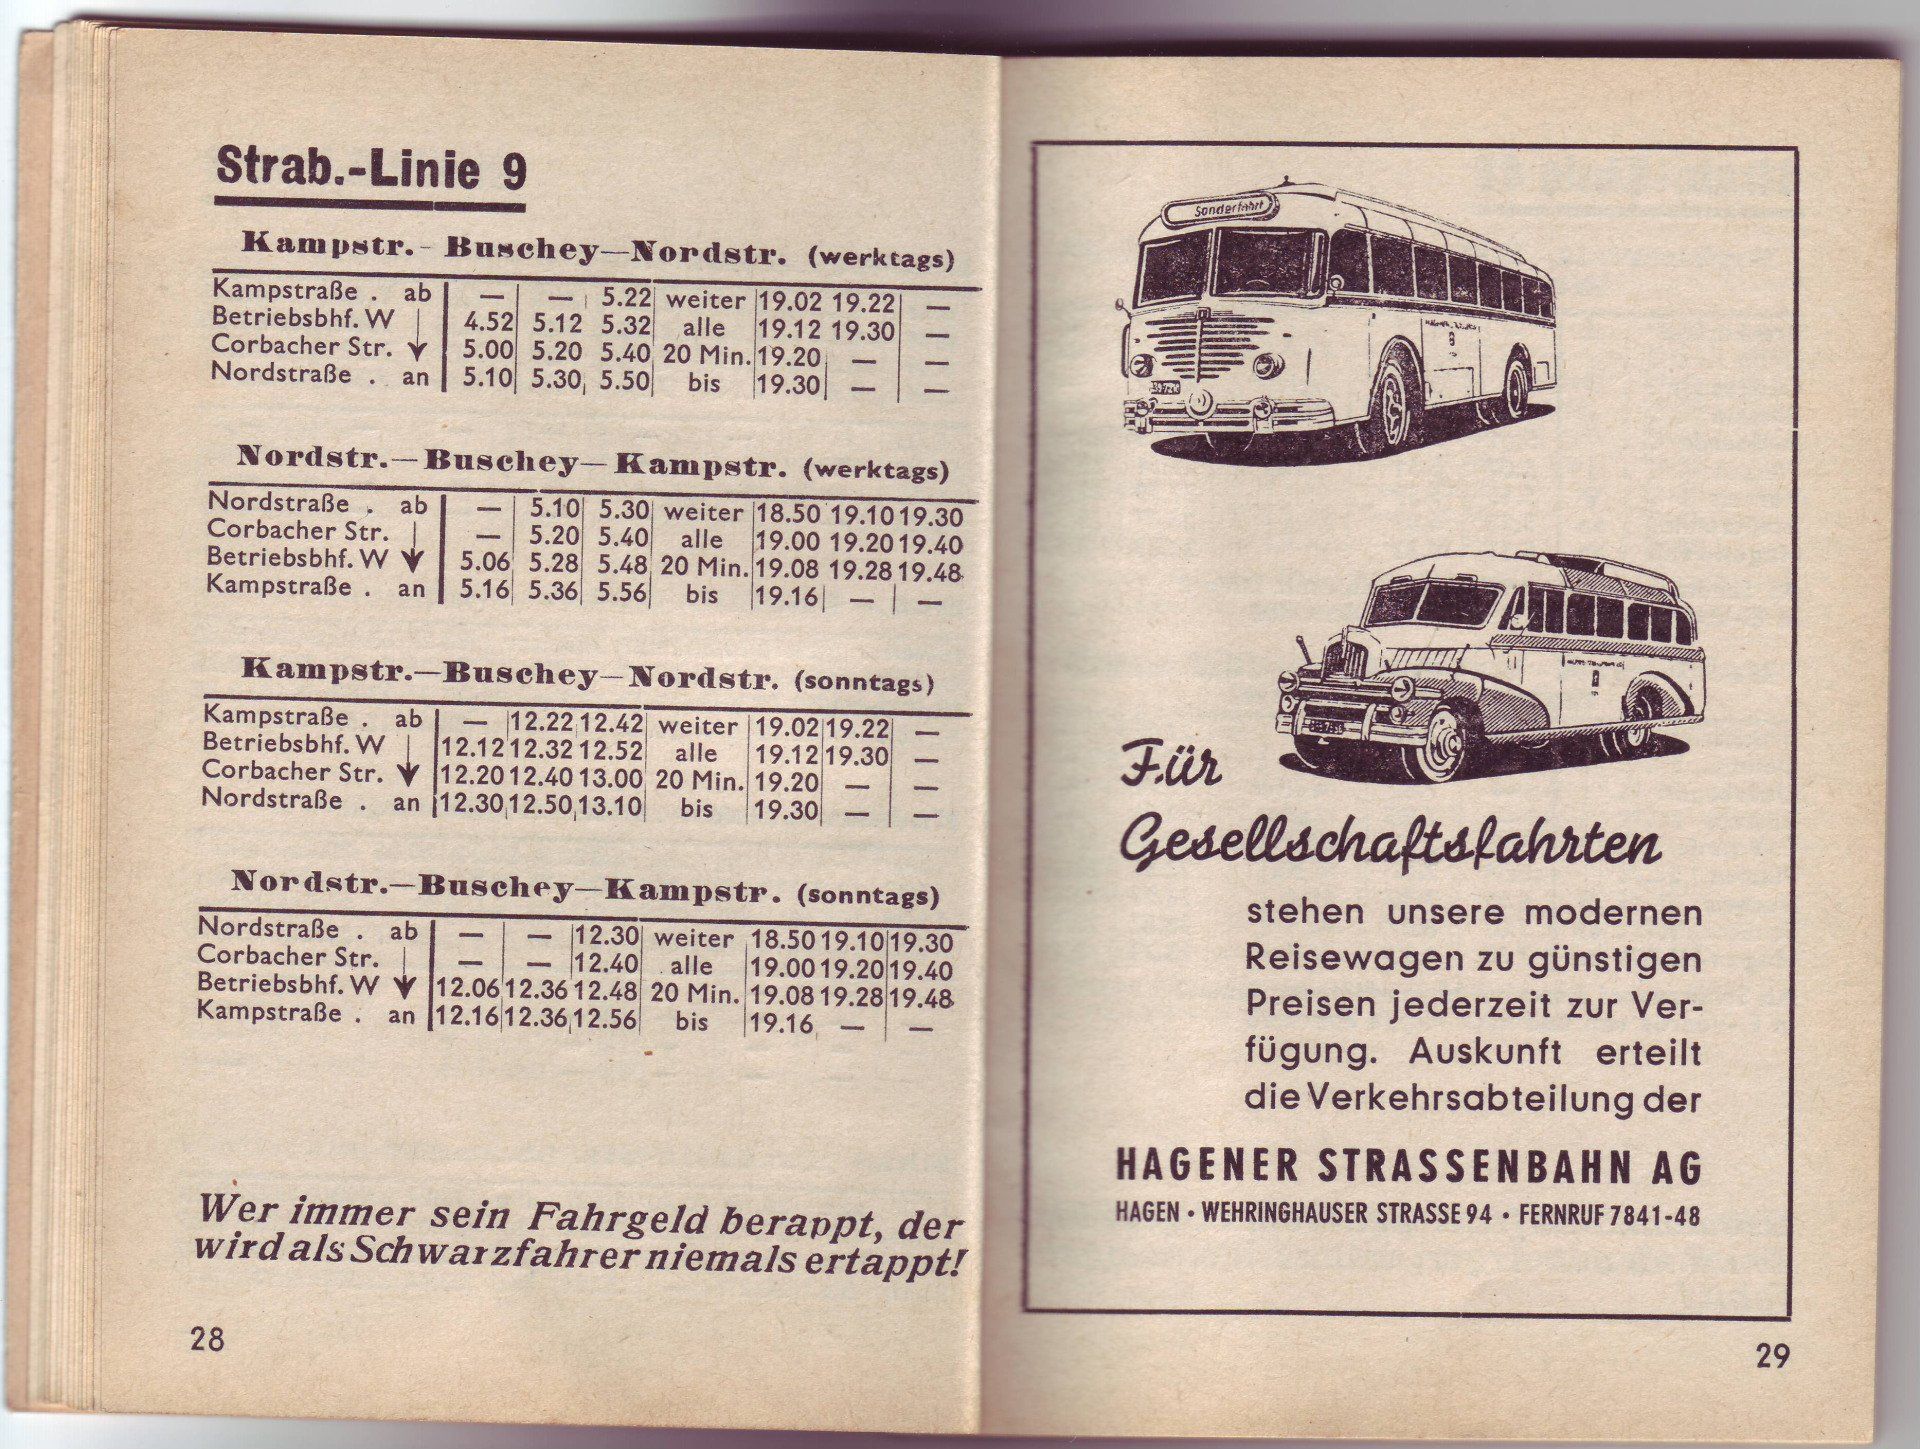 Strab.-Linie 9
Kampstr.- Buschey—Nordstr. (werktags)
Kampstraße . ab — — 5.22 weiter 19.02 19.22 —
Betriebsbhf. W 4.52 5.12 5.32 alle 19.12 19.30 —
Corbacher Str. 5.00 5.20 5.40 20 Min. 19.20 — —
Nordstraße . an 5.10 5.30 5.50 bis 19.30 — —
Nordstr.—Buschey—Kampstr. (werktags)
Nordstraße . ab — 5.10 5.30 weiter 18.50 19.10 19.30
Corbacher Str. — 5.20 5.40 alle 19.00 19.20 19.40
Betriebsbhf. W 5.06 5.28 5.48 20 Min. 19.08 19.28 19.48
Kampstraße . an 5.16 5.36 5.56 bis 19.16 — —
Kampstr.—Buschey—Nordstr. (sonntags)
Kampstraße . ab — 12.22 12.42 weiter 19.02 19.22 —
Betriebsbhf. W 12.12 12.32 12.52 alle 19.12 19.30 —
Corbacher Str. 12.20 12.40 13.00 20 Min. 19.20 — —
Nordstraße . an 12.30 12.50 13.10 bis 19.30 — —
Nordstr.—Buschey—Kampstr. (sonntags)
Nordstraße . ab — — 12.30 weiter 18.50 19.10 19.30
Corbacher Str. — — 12.40 alle 19.00 19.20 19.40
Betriebsbhf. W 12.06 12.36 12.48 20 Min. 19.08 19.28 19.48
Kampstraße . an 12.16 12.36 12.56 bis 19.16 — —
Wer immer sein Fahrgeld berappt, der
wird als Schwarzfahrer niemals ertappt!
28
Sonderfahrt
Für
Gesellschaftsfahrten
stehen unsere modernen
Reisewagen zu günstigen
Preisen jederzeit zur Ver-
fügung. Auskunft erteilt
die Verkehrsabteilung der
HAGENER STRASSENBAHN AG
HAGEN · WEHRINGHAUSER STRASSE 94 · FERNRUF 7841-48
29